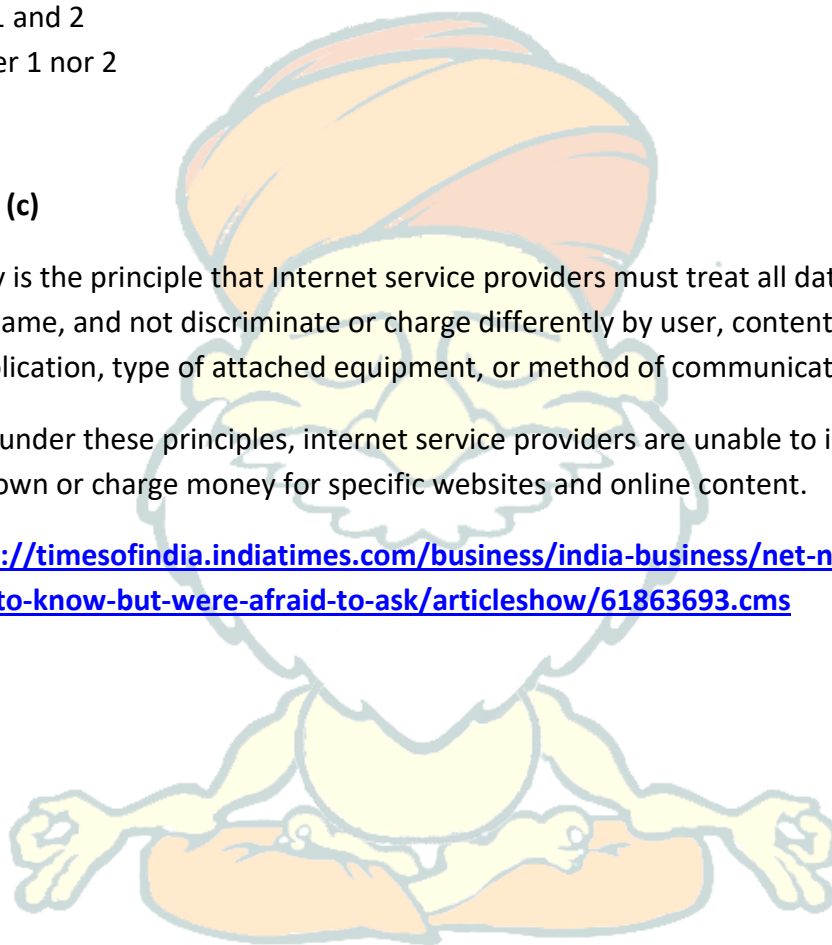 1 and 2
er 1 nor 2
(c)
y is the principle that Internet service providers must treat all dat
ame, and not discriminate or charge differently by user, content
plication, type of attached equipment, or method of communicat
under these principles, internet service providers are unable to i
own or charge money for specific websites and online content.
://timesofindia.indiatimes.com/business/india-business/net-n
to-know-but-were-afraid-to-ask/articleshow/61863693.cms